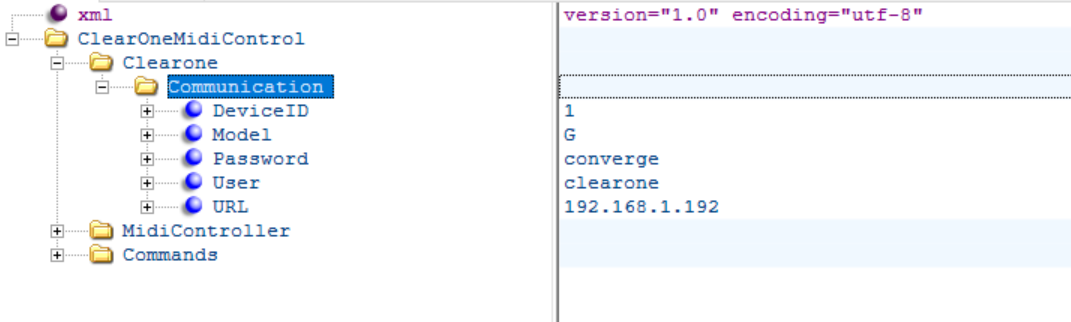 xml version="1.0" encoding="utf-8"
ClearOneMidiControl
Clearone
Communication
DeviceID 1
Model G
Password converge
User clearone
URL 192.168.1.192
MidiController
Commands